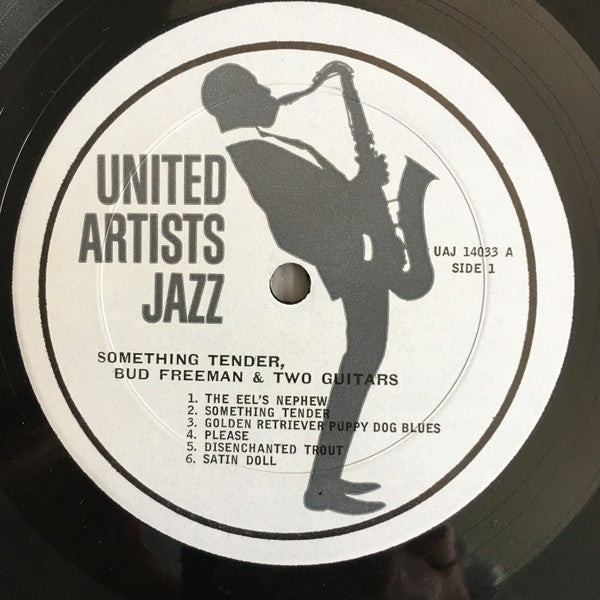 UNITED
ARTISTS
JAZZ
UAJ 14033 A
SIDE 1
SOMETHING TENDER,
BUD FREEMAN & TWO GUITARS
1. THE EEL'S NEPHEW
2. SOMETHING TENDER
3. GOLDEN RETRIEVER PUPPY DOG BLUES
4. PLEASE
5. DISENCHANTED TROUT
6. SATIN DOLL